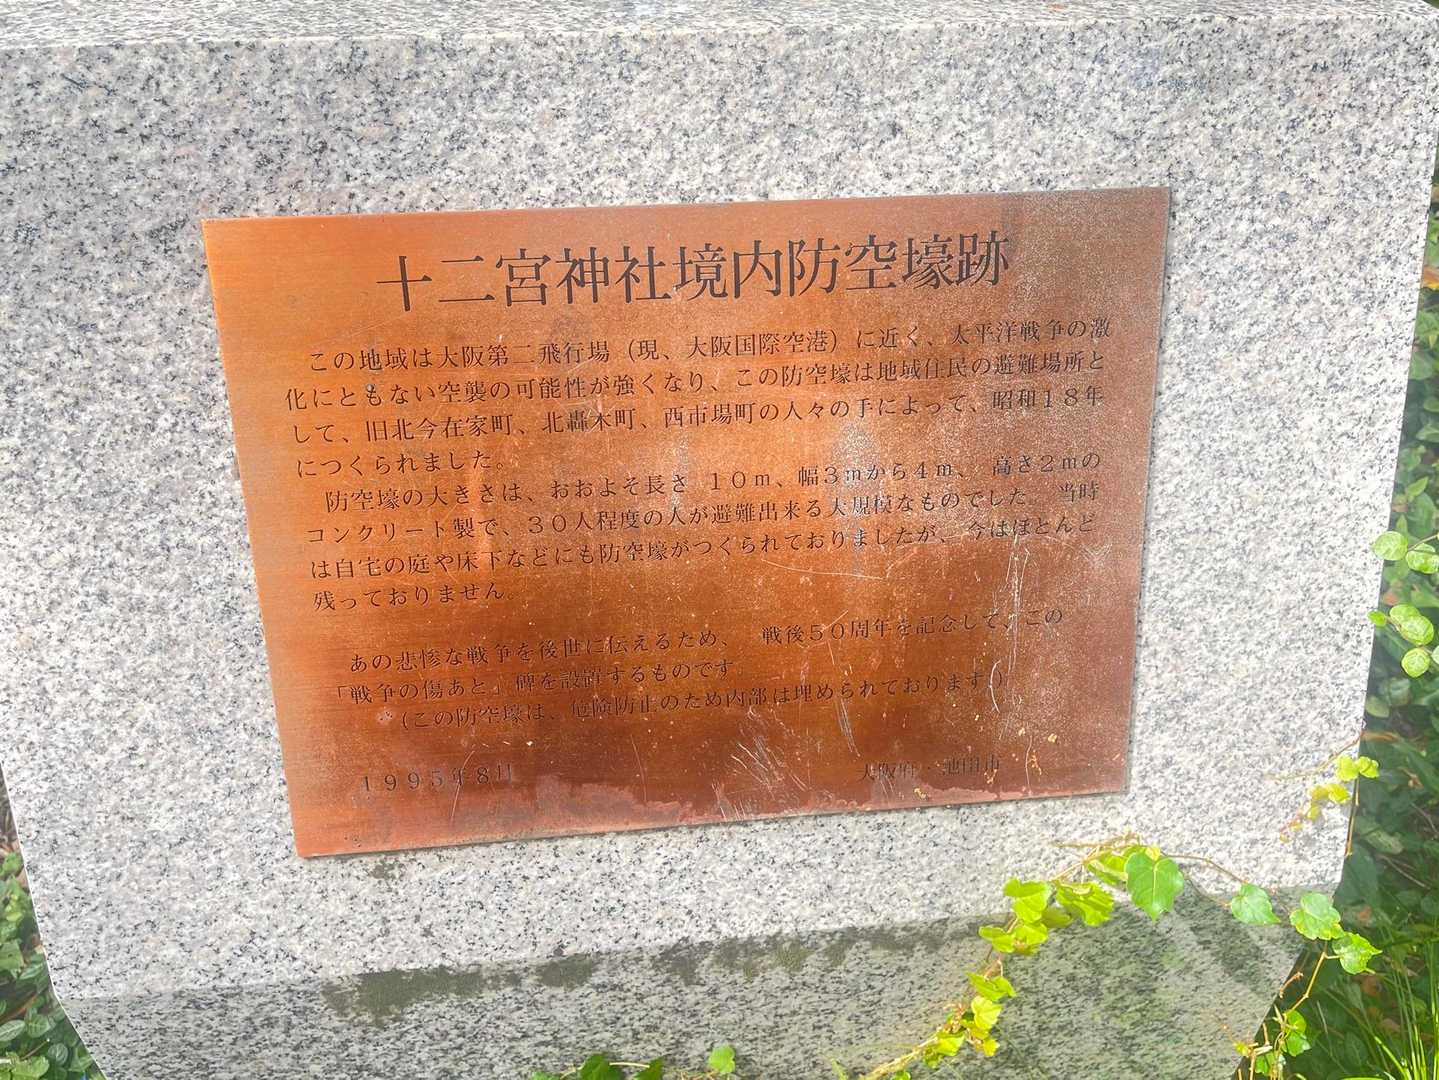 十二宮神社境内防空壕跡
この地域は大阪第二飛行場（現、大阪国際空港）に近く、太平洋戦争の激
化にともない空襲の可能性が強くなり、この防空壕は地域住民の避難場所と
して、旧北今在家町、北轟木町、西市場町の人々の手によって、昭和１８年
につくられました。
防空壕の大きさは、おおよそ長さ １０ｍ、幅３ｍから４ｍ、 高さ２ｍの
コンクリート製で、３０人程度の人が避難出来る大規模なものでした 当時
は自宅の庭や床下などにも防空壕がつくられておりましたが、今はほとんど
残っておりません。
あの悲惨な戦争を後世に伝えるため、 戦後５０周年を記念して、この
「戦争の傷あと」碑を設置するものです
（この防空壕は、危険防止のため内部は埋められております）
１９９５年８月 大阪府・池田市